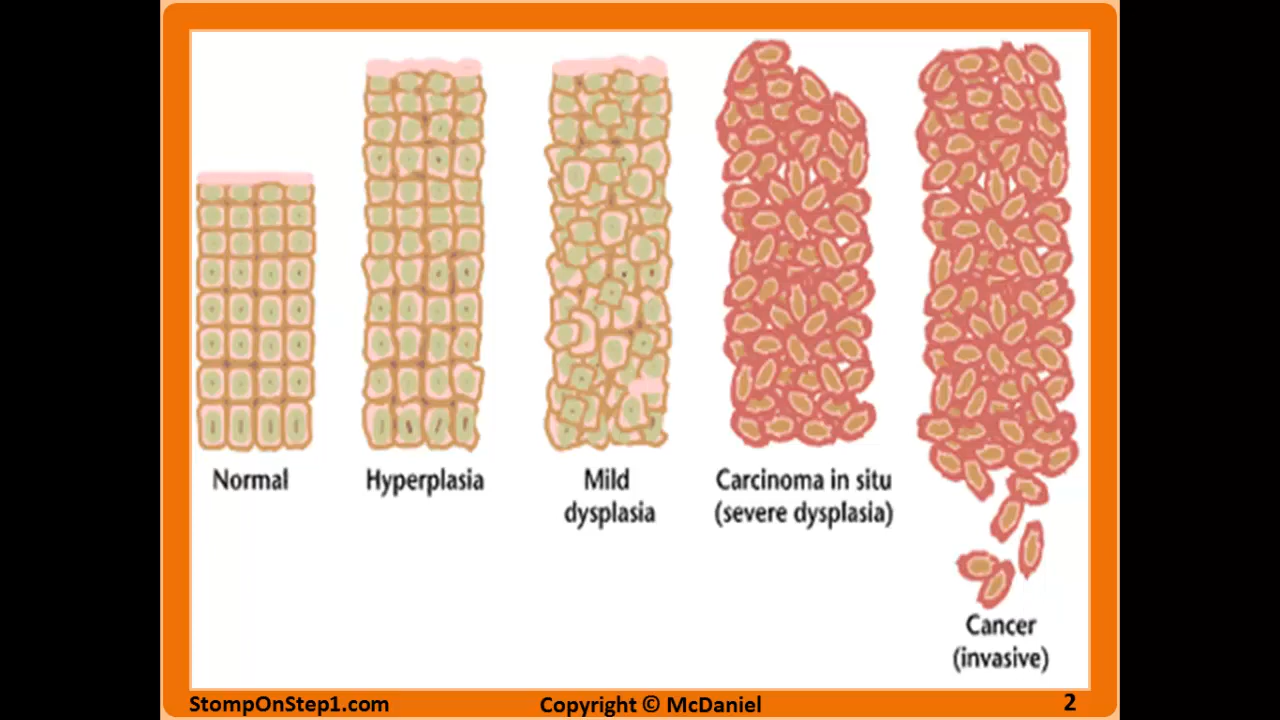 Normal
Hyperplasia
Mild
dysplasia
Carcinoma in situ
(severe dysplasia)
Cancer
(invasive)
StompOnStep1.com
Copyright © McDaniel
2